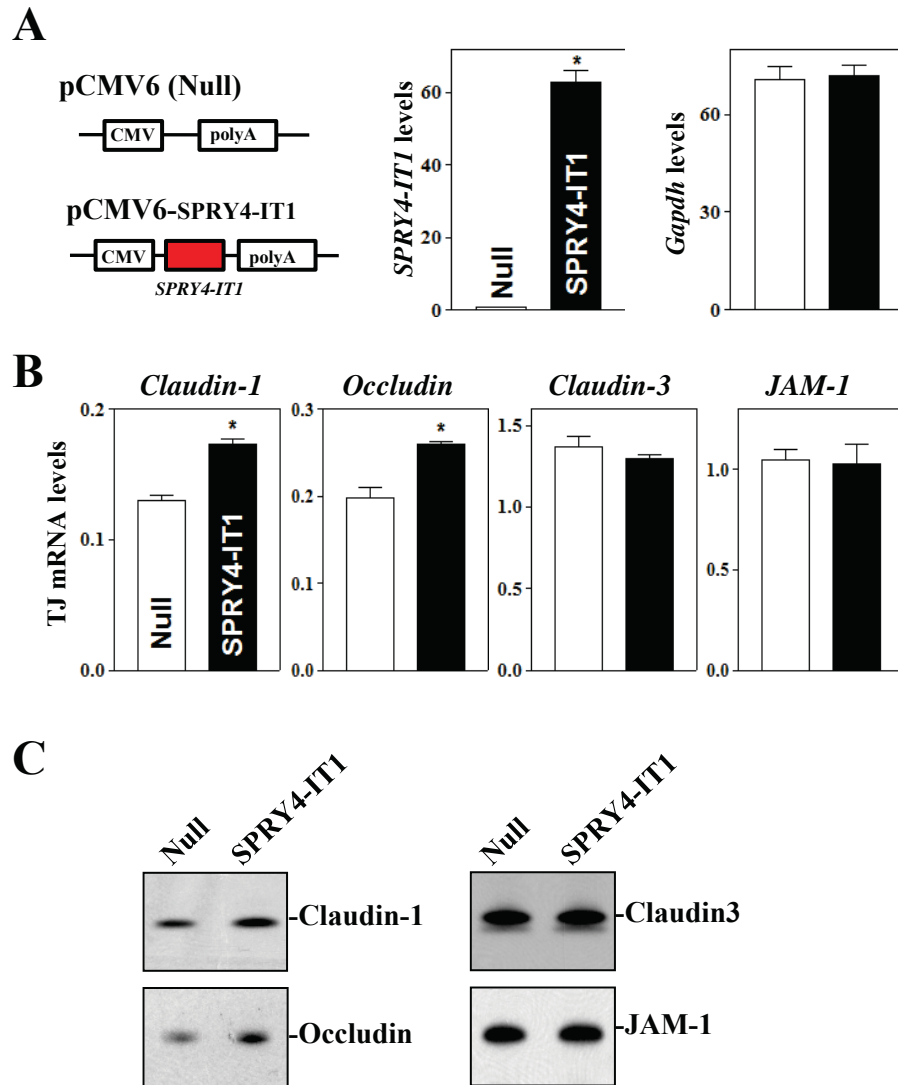 A
pCMV6 (Null)
CMV
polyA
pCMV6-SPRY4-IT1
CMV
polyA
SPRY4-IT1
SPRY4-IT1 levels
60
40
20
0
Null
SPRY4-IT1
*
Gapdh levels
60
30
0
B
Claudin-1
Occludin
Claudin-3
JAM-1
TJ mRNA levels
0.2
0.1
0.0
Null
SPRY4-IT1
*
0.3
0.2
0.1
0.0
*
1.5
1.0
0.5
0.0
1.0
0.5
0.0
C
Null
SPRY4-IT1
-Claudin-1
-Occludin
Null
SPRY4-IT1
-Claudin3
-JAM-1